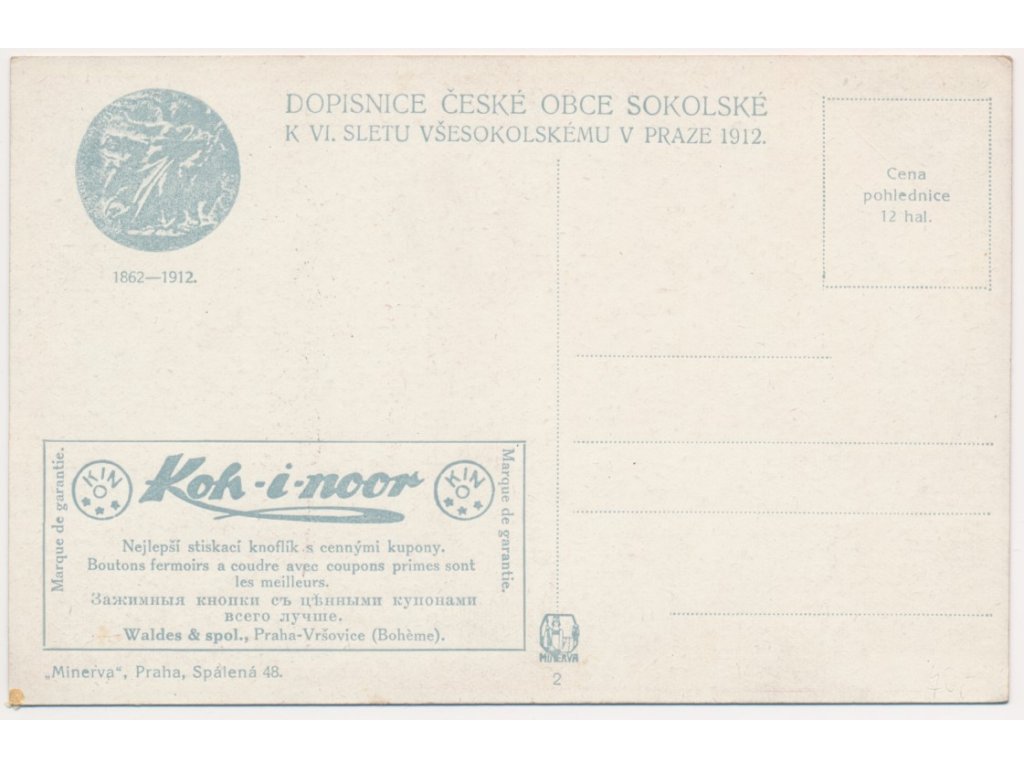 DOPISNICE ČESKÉ OBCE SOKOLSKÉ
K VI. SLETU VŠESOKOLSKÉMU V PRAZE 1912.
1862—1912.
Cena
pohlednice
12 hal.
Marque de garantie.
KIN
O
Koh-i-noor
KIN
O
Marque de garantie.
Nejlepší stiskací knoflík s cennými kupony.
Boutons fermoirs a coudre avec coupons primes sont
les meilleurs.
Зажимныя кнопки съ цѣнными купонами
всего лучше.
Waldes & spol., Praha-Vršovice (Bohème).
„Minerva“, Praha, Spálená 48.
MINERVA
2